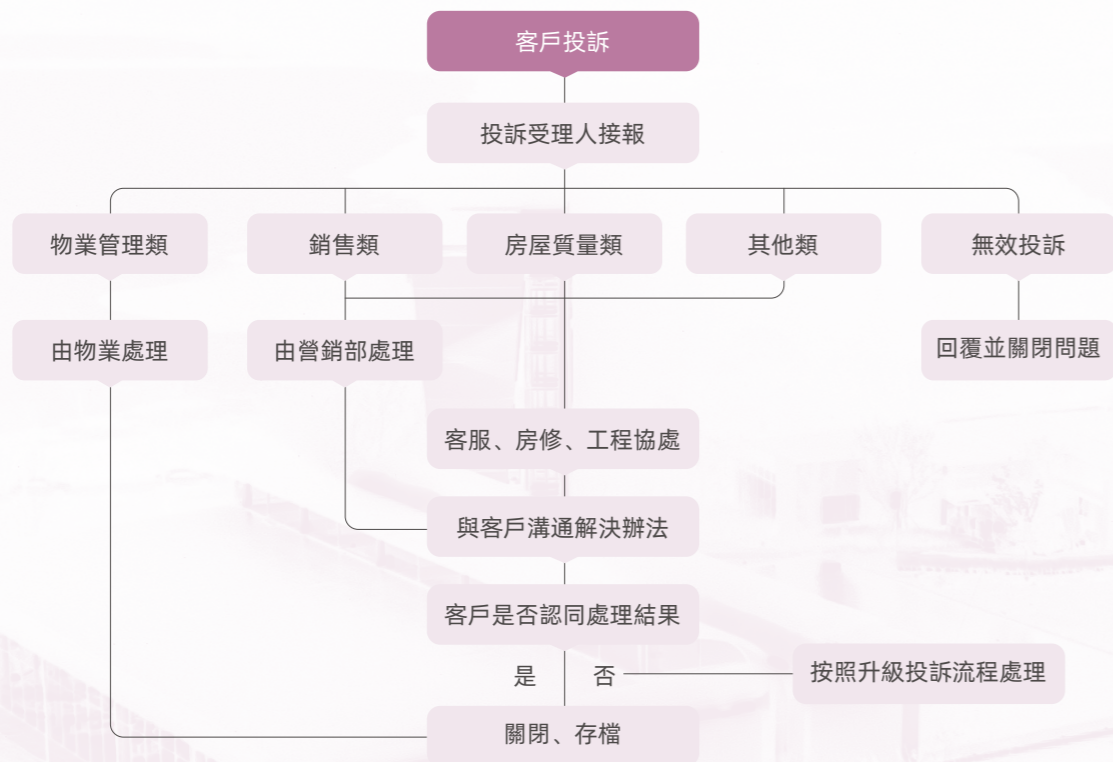 客戶投訴
投訴受理人接報
物業管理類
銷售類
房屋質量類
其他類
無效投訴
由物業處理
由營銷部處理
回覆並關閉問題
客服、房修、工程協處
與客戶溝通解決辦法
客戶是否認同處理結果
是
否
按照升級投訴流程處理
關閉、存檔